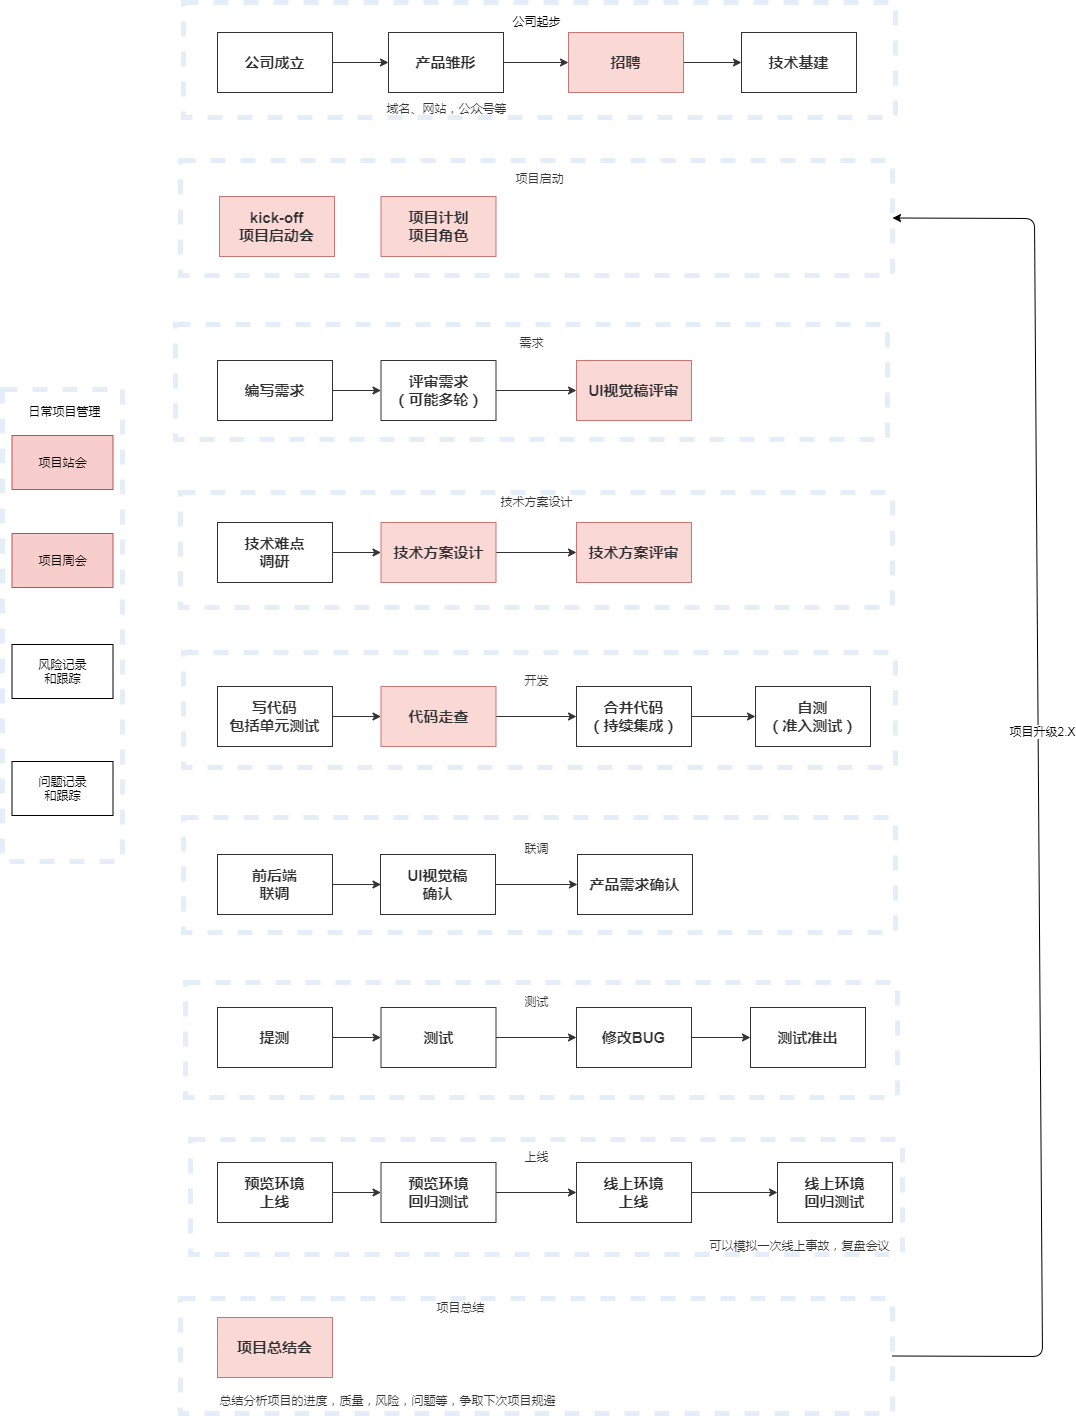 公司起步
公司成立
产品雏形
招聘
技术基建
域名、网站，公众号等
项目启动
kick-off
项目启动会
项目计划
项目角色
需求
编写需求
评审需求
（可能多轮）
UI视觉稿评审
日常项目管理
项目站会
项目周会
风险记录
和跟踪
问题记录
和跟踪
技术方案设计
技术难点
调研
技术方案设计
技术方案评审
开发
写代码
包括单元测试
代码走查
合并代码
（持续集成）
自测
（准入测试）
项目升级2.X
联调
前后端
联调
UI视觉稿
确认
产品需求确认
测试
提测
测试
修改BUG
测试准出
上线
预览环境
上线
预览环境
回归测试
线上环境
上线
线上环境
回归测试
可以模拟一次线上事故，复盘会议
项目总结
项目总结会
总结分析项目的进度，质量，风险，问题等，争取下次项目规避